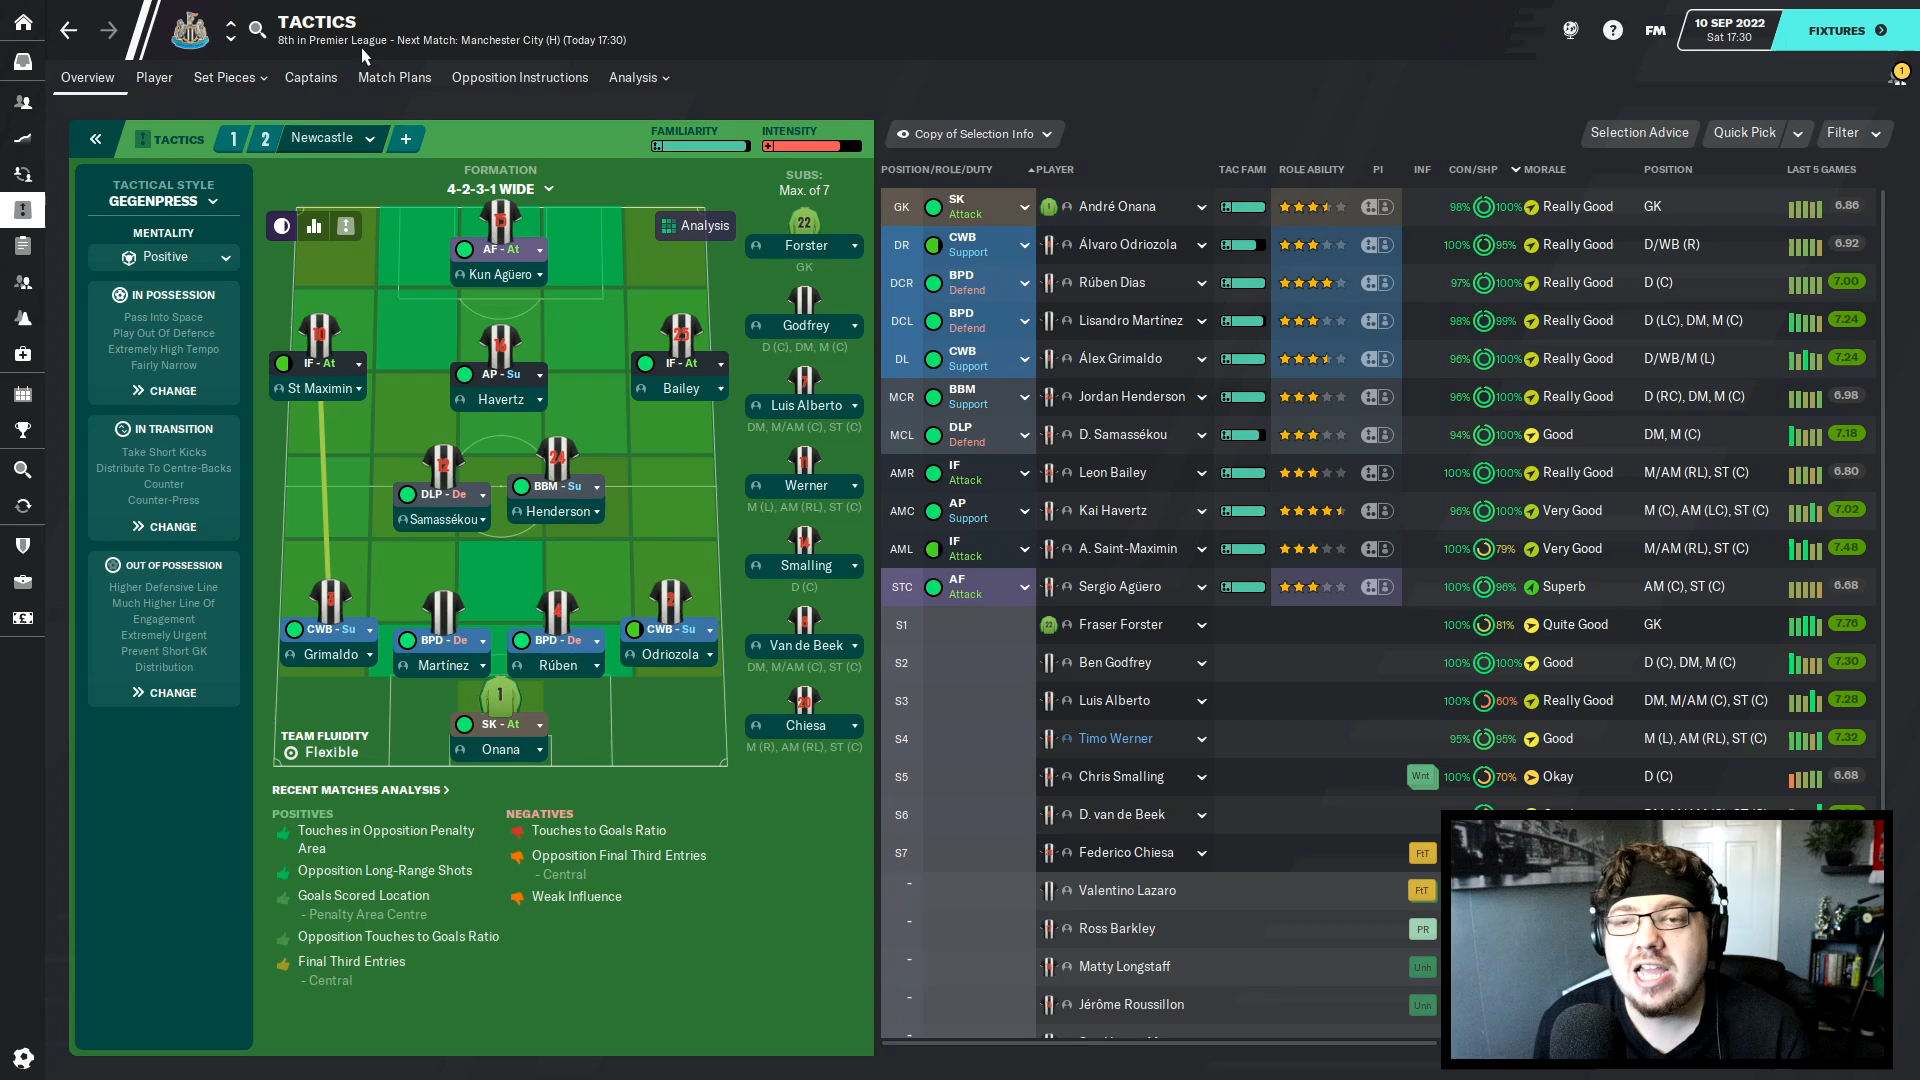 TACTICS
8th in Premier League - Next Match: Manchester City (H) (Today 17:30)
FM
10 SEP 2022
Sat 17:30
FIXTURES
1
Overview
Player
Set Pieces
Captains
Match Plans
Opposition Instructions
Analysis
TACTICS
1
2
Newcastle
+
FAMILIARITY
INTENSITY
TACTICAL STYLE
GEGENPRESS
MENTALITY
Positive
IN POSSESSION
Pass Into Space
Play Out Of Defence
Extremely High Tempo
Fairly Narrow
CHANGE
IN TRANSITION
Take Short Kicks
Distribute To Centre-Backs
Counter
Counter-Press
CHANGE
OUT OF POSSESSION
Higher Defensive Line
Much Higher Line Of
Engagement
Extremely Urgent
Prevent Short GK
Distribution
CHANGE
FORMATION
4-2-3-1 WIDE
Analysis
15
AF - At
Kun Agüero
10
IF - At
St Maximin
16
AP - Su
Havertz
25
IF - At
Bailey
12
DLP - De
Samassékou
24
BBM - Su
Henderson
3
CWB - Su
Grimaldo
BPD - De
Martínez
4
BPD - De
Rúben
2
CWB - Su
Odriozola
1
SK - At
Onana
TEAM FLUIDITY
Flexible
SUBS:
Max. of 7
22
Forster
GK
Godfrey
D (C), DM, M (C)
7
Luis Alberto
DM, M/AM (C), ST (C)
11
Werner
M (L), AM (RL), ST (C)
14
Smalling
D (C)
8
Van de Beek
DM, M/AM (C), ST (C)
20
Chiesa
M (R), AM (RL), ST (C)
RECENT MATCHES ANALYSIS >
POSITIVES
Touches in Opposition Penalty
Area
Opposition Long-Range Shots
Goals Scored Location
- Penalty Area Centre
Opposition Touches to Goals Ratio
Final Third Entries
- Central
NEGATIVES
Touches to Goals Ratio
Opposition Final Third Entries
- Central
Weak Influence
Copy of Selection Info
Selection Advice
Quick Pick
Filter
POSITION/ROLE/DUTY PLAYER TAC FAMI ROLE ABILITY PI INF CON/SHP MORALE POSITION LAST 5 GAMES
GK SK Attack André Onana 98% 100% Really Good GK 6.86
DR CWB Support Álvaro Odriozola 100% 95% Really Good D/WB (R) 6.92
DCR BPD Defend Rúben Dias 97% 100% Really Good D (C) 7.00
DCL BPD Defend Lisandro Martínez 98% 99% Really Good D (LC), DM, M (C) 7.24
DL CWB Support Álex Grimaldo 96% 100% Really Good D/WB/M (L) 7.24
MCR BBM Support Jordan Henderson 96% 100% Really Good D (RC), DM, M (C) 6.98
MCL DLP Defend D. Samassékou 94% 100% Good DM, M (C) 7.18
AMR IF Attack Leon Bailey 100% 100% Really Good M/AM (RL), ST (C) 6.80
AMC AP Support Kai Havertz 96% 100% Very Good M (C), AM (LC), ST (C) 7.02
AML IF Attack A. Saint-Maximin 100% 79% Very Good M/AM (RL), ST (C) 7.48
STC AF Attack Sergio Agüero 100% 96% Superb AM (C), ST (C) 6.68
S1 22 Fraser Forster 100% 81% Quite Good GK 7.76
S2 Ben Godfrey 100% 100% Good D (C), DM, M (C) 7.30
S3 Luis Alberto 100% 60% Really Good DM, M/AM (C), ST (C) 7.28
S4 Timo Werner 95% 95% Good M (L), AM (RL), ST (C) 7.32
S5 Chris Smalling Wnt 100% 70% Okay D (C) 6.68
S6 D. van de Beek
S7 Federico Chiesa FtT
- Valentino Lazaro FtT
- Ross Barkley PR
- Matty Longstaff Unh
- Jérôme Roussillon Unh
-